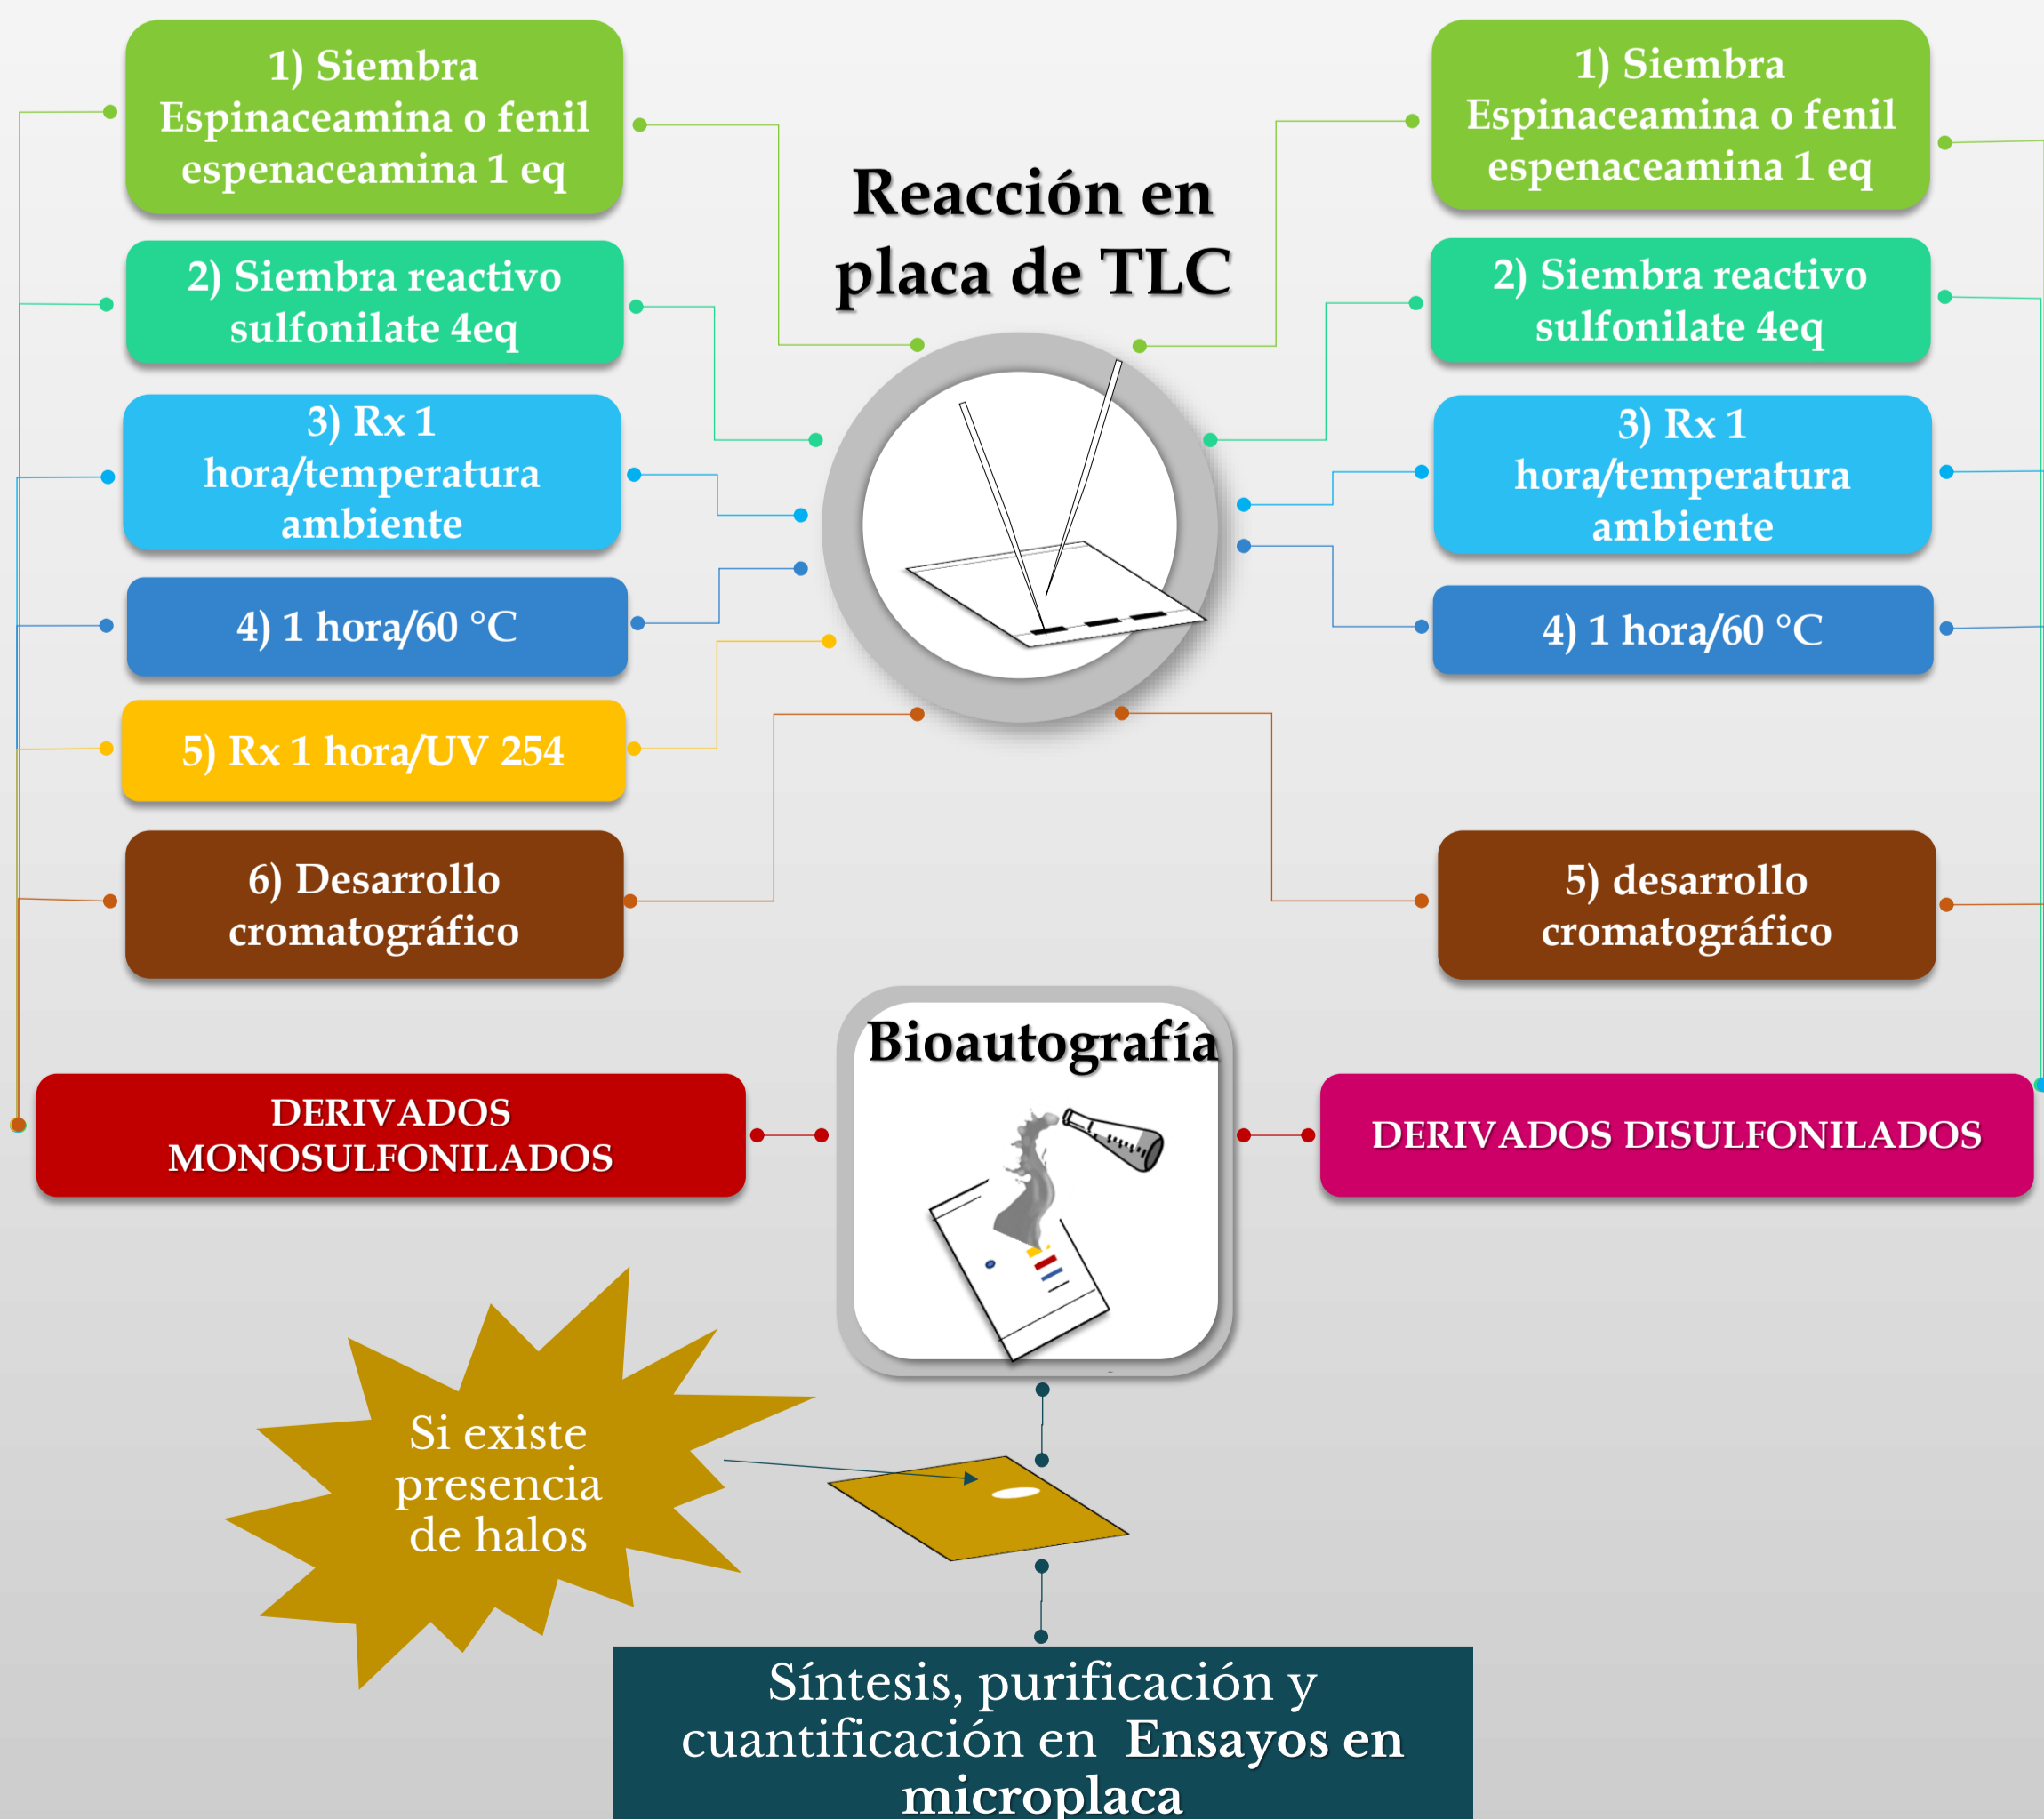 1) Siembra
Espinaceamina o fenil
espenaceamina 1 eq
2) Siembra reactivo
sulfonilate 4eq
3) Rx 1
hora/temperatura
ambiente
4) 1 hora/60 °C
5) Rx 1 hora/UV 254
6) Desarrollo
cromatográfico
Reacción en
placa de TLC
1) Siembra
Espinaceamina o fenil
espenaceamina 1 eq
2) Siembra reactivo
sulfonilate 4eq
3) Rx 1
hora/temperatura
ambiente
4) 1 hora/60 °C
5) desarrollo
cromatográfico
Bioautografía
DERIVADOS
MONOSULFONILADOS
DERIVADOS DISULFONILADOS
Si existe
presencia
de halos
Síntesis, purificación y
cuantificación en Ensayos en
microplaca